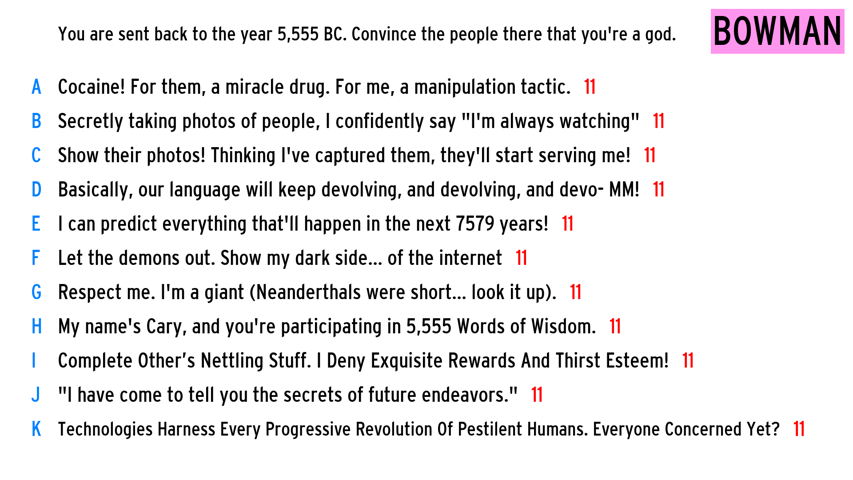 You are sent back to the year 5,555 BC. Convince the people there that you're a god.
BOWMAN
A Cocaine! For them, a miracle drug. For me, a manipulation tactic. 11
B Secretly taking photos of people, I confidently say "I'm always watching" 11
C Show their photos! Thinking I've captured them, they'll start serving me! 11
D Basically, our language will keep devolving, and devolving, and devo- MM! 11
E I can predict everything that'll happen in the next 7579 years! 11
F Let the demons out. Show my dark side... of the internet 11
G Respect me. I'm a giant (Neanderthals were short... look it up). 11
H My name's Cary, and you're participating in 5,555 Words of Wisdom. 11
I Complete Other’s Nettling Stuff. I Deny Exquisite Rewards And Thirst Esteem! 11
J "I have come to tell you the secrets of future endeavors." 11
K Technologies Harness Every Progressive Revolution Of Pestilent Humans. Everyone Concerned Yet? 11